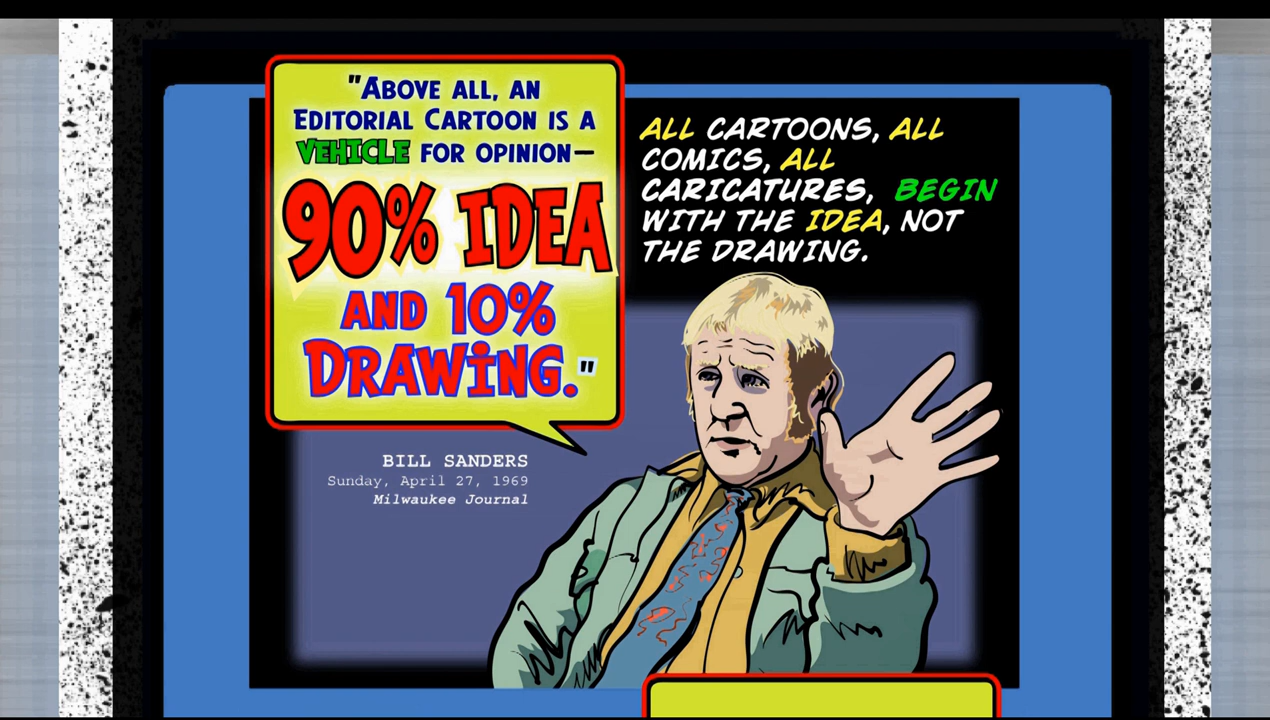 "ABOVE ALL, AN
EDITORIAL CARTOON IS A
VEHICLE FOR OPINION—
90% IDEA
AND 10%
DRAWING."
ALL CARTOONS, ALL
COMICS, ALL
CARICATURES, BEGIN
WITH THE IDEA, NOT
THE DRAWING.
BILL SANDERS
Sunday, April 27, 1969
Milwaukee Journal